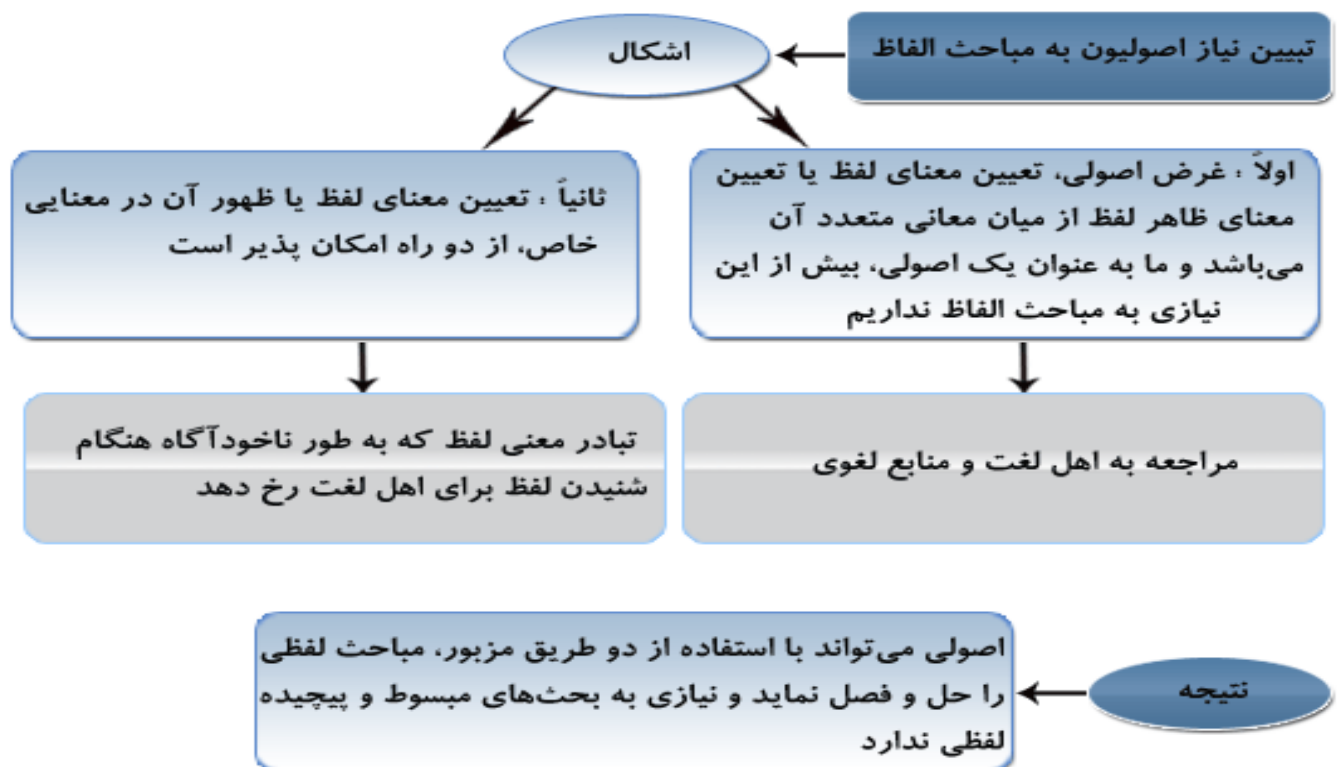 تبیین نیاز اصولیون به مباحث الفاظ
اشکال
اولاً : غرض اصولی، تعیین معنای لفظ یا تعیین
معنای ظاهر لفظ از میان معانی متعدد آن
می‌باشد و ما به عنوان یک اصولی، بیش از این
نیازی به مباحث الفاظ نداریم
ثانیاً : تعیین معنای لفظ یا ظهور آن در معنایی
خاص، از دو راه امکان پذیر است
مراجعه به اهل لغت و منابع لغوی
تبادر معنی لفظ که به طور ناخودآگاه هنگام
شنیدن لفظ برای اهل لغت رخ دهد
نتیجه
اصولی می‌تواند با استفاده از دو طریق مزبور، مباحث لفظی
را حل و فصل نماید و نیازی به بحث‌های مبسوط و پیچیده
لفظی ندارد